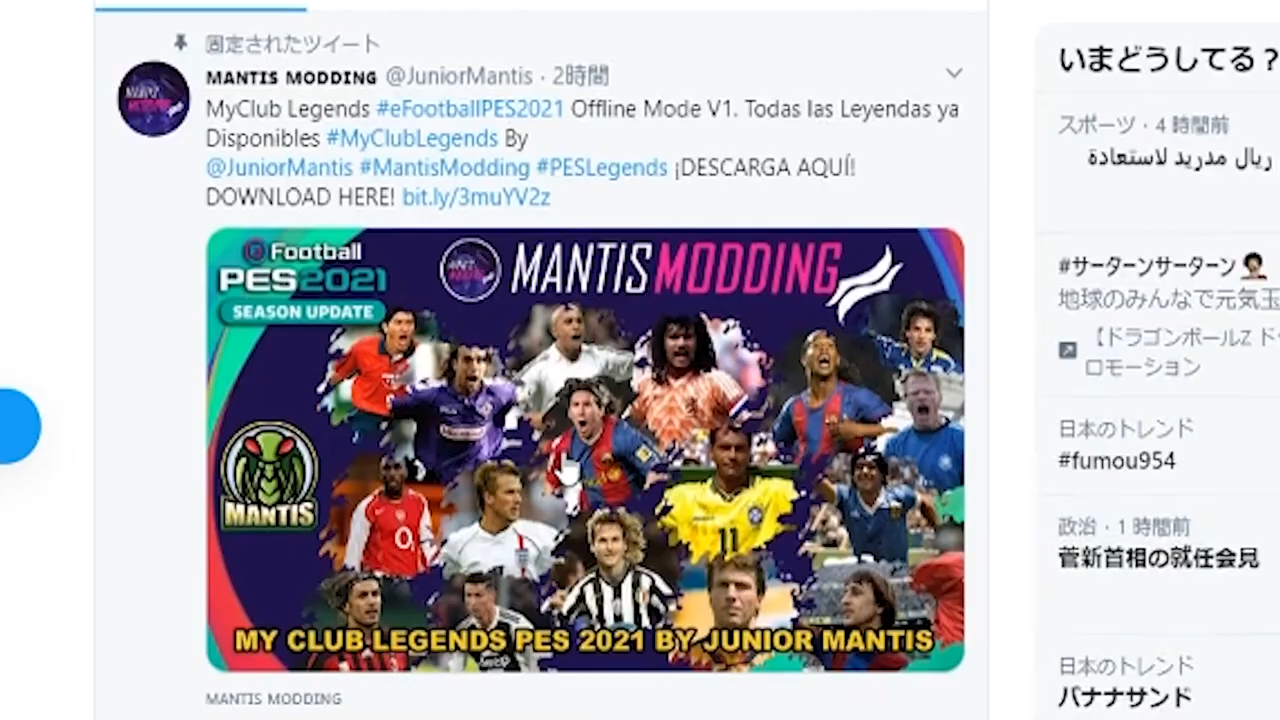 固定されたツイート
MANTIS MODDING @JuniorMantis · 2時間
MyClub Legends #eFootballPES2021 Offline Mode V1. Todas las Leyendas ya
Disponibles #MyClubLegends By
@JuniorMantis #MantisModding #PESLegends ¡DESCARGA AQUÍ!
DOWNLOAD HERE! bit.ly/3muYV2z
eFootball
PES2021
SEASON UPDATE
MANTISMODDING
MANTIS
O2
11
MY CLUB LEGENDS PES 2021 BY JUNIOR MANTIS
MANTIS MODDING
いまどうしてる？
スポーツ · 4 時間前
ريال مدريد لاستعادة
#サーターンサーターン
地球のみんなで元気玉
【ドラゴンボールZ ド
ロモーション
日本のトレンド
#fumou954
政治 · 1 時間前
菅新首相の就任会見
日本のトレンド
バナナサンド